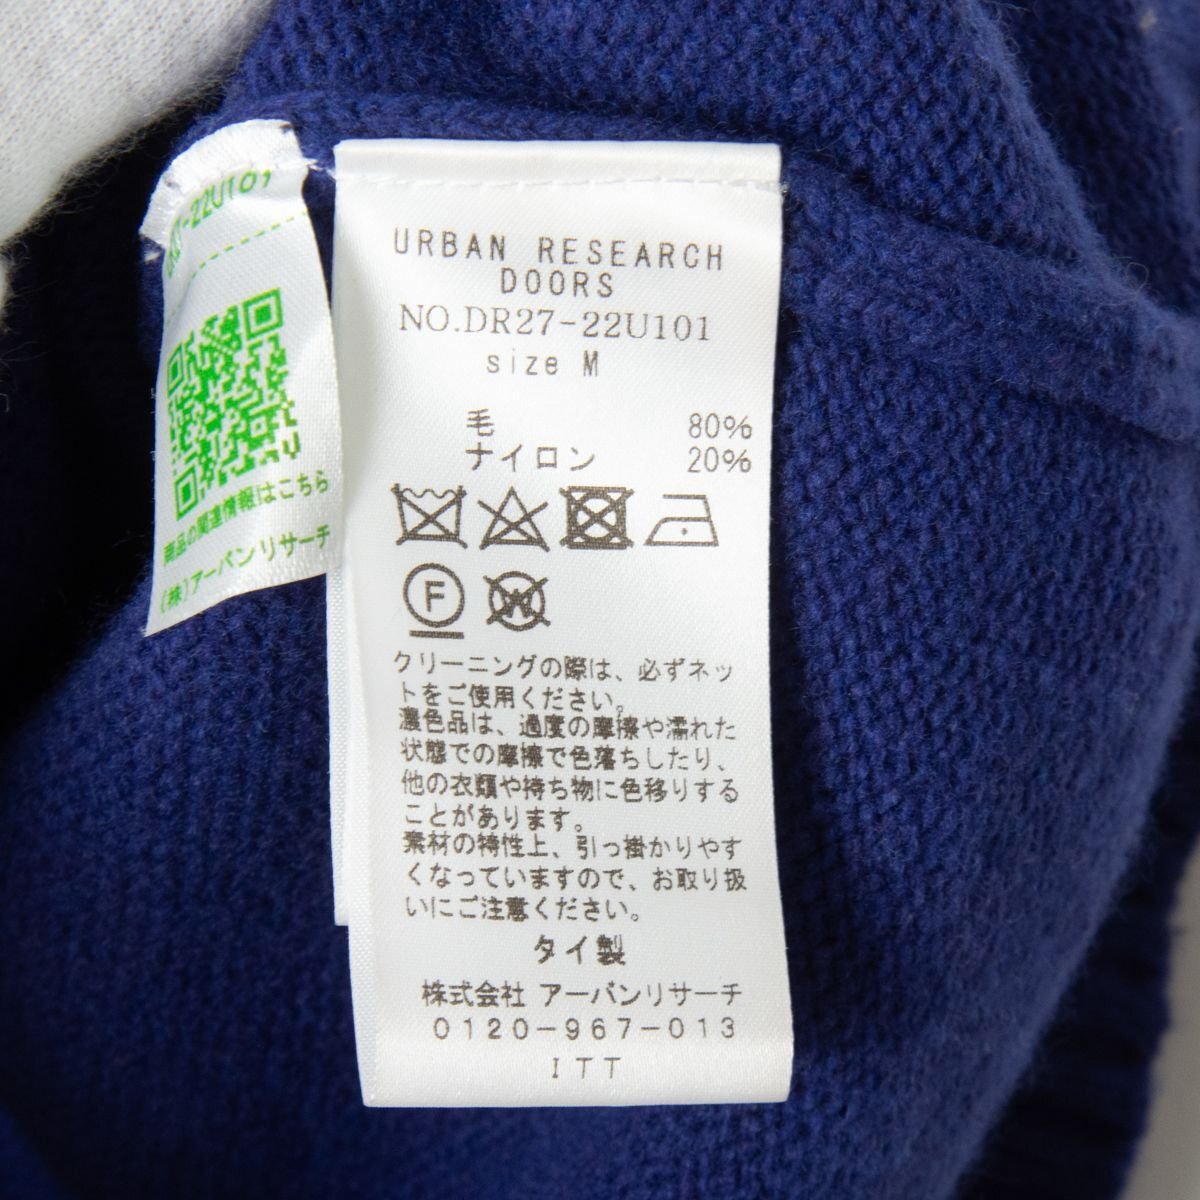 URBAN RESEARCH
DOORS
NO.DR27-22U101
size M
毛 80%
ナイロン 20%
F
W
クリーニングの際は、必ずネッ
トをご使用ください。
濃色品は、過度の摩擦や濡れた
状態での摩擦で色落ちしたり、
他の衣類や持ち物に色移りする
ことがあります。
素材の特性上、引っ掛かりやす
くなっていますので、お取り扱
いにご注意ください。
タイ製
株式会社 アーバンリサーチ
0120-967-013
ITT
-22U101
商品の関連情報はこちら
(株)アーバンリサーチ